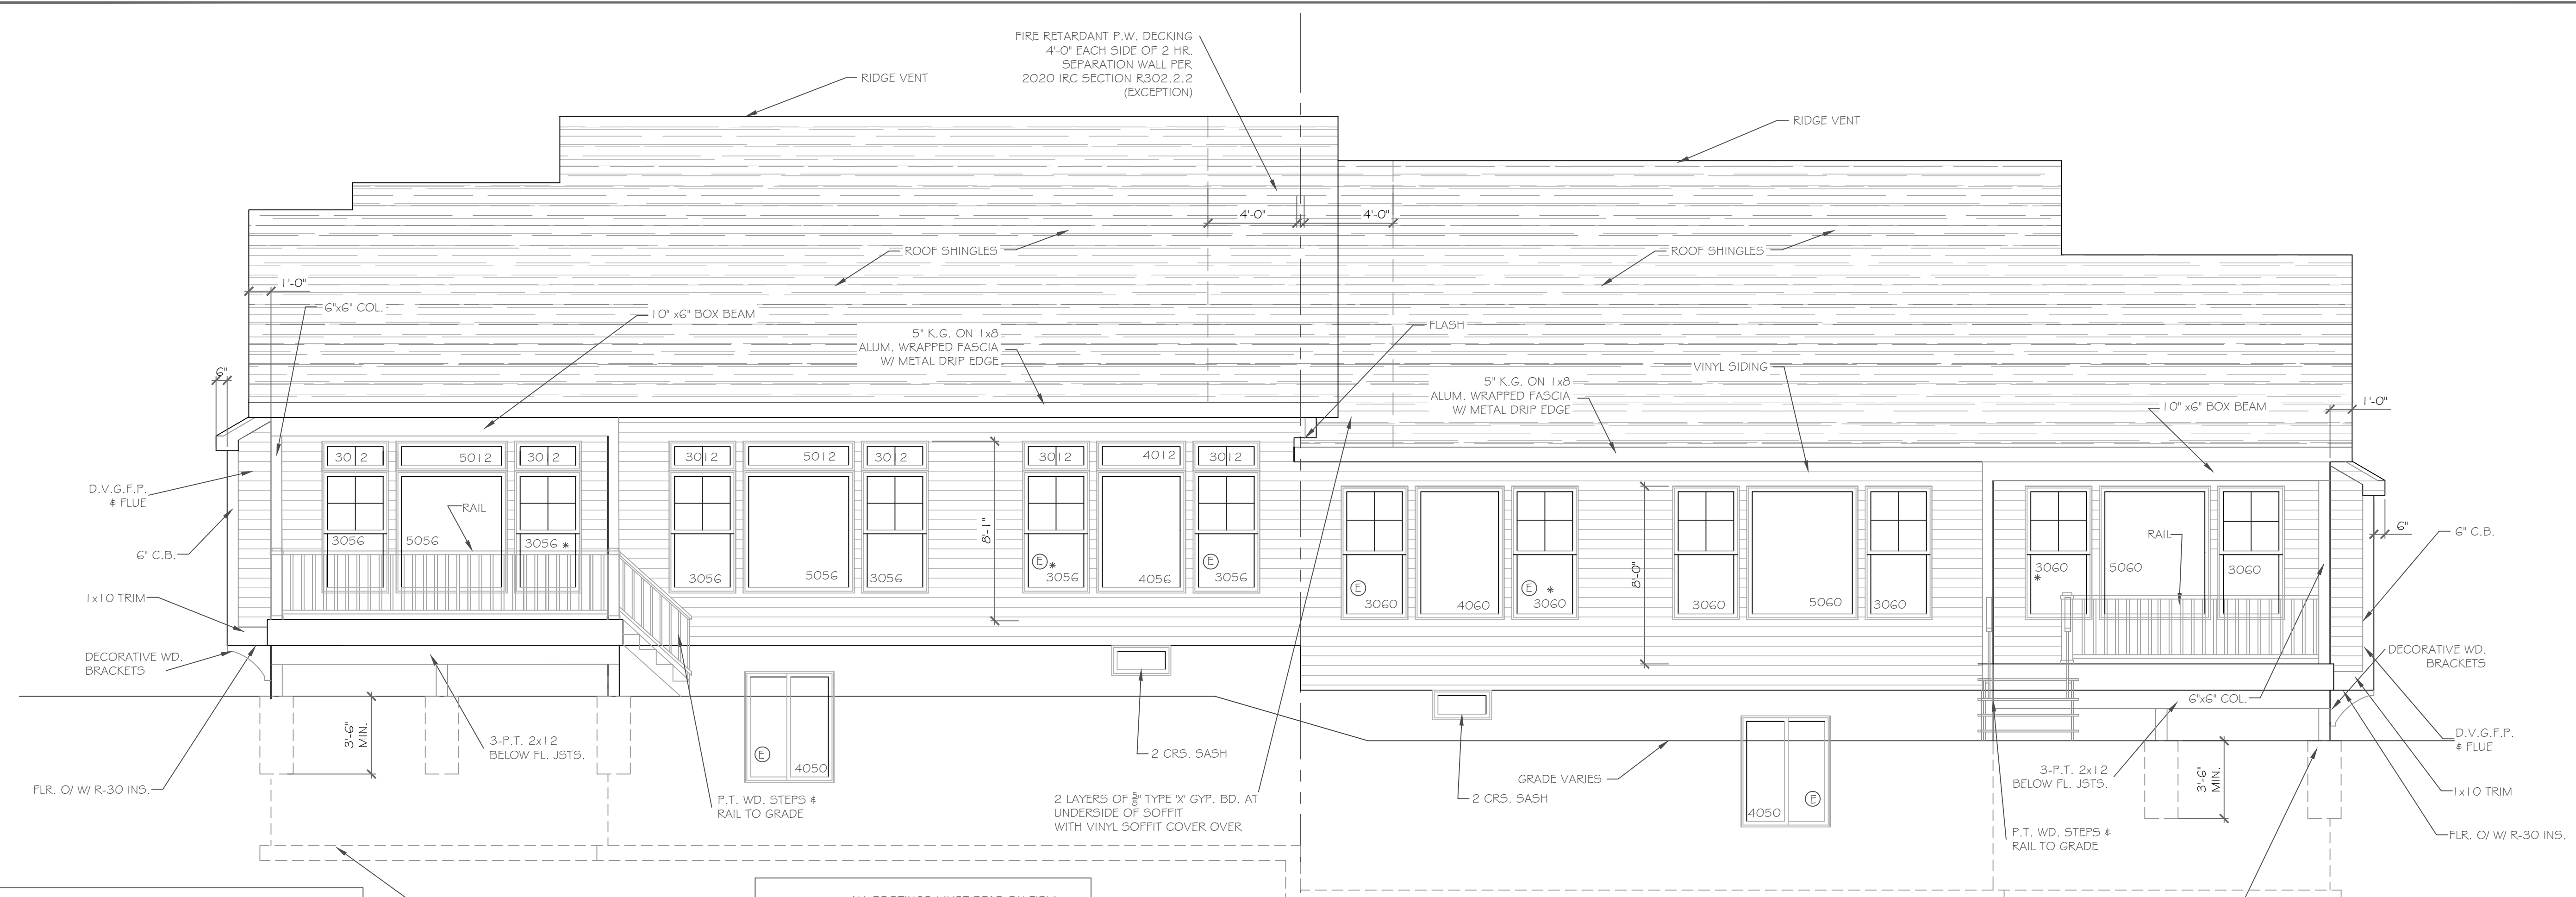 FIRE RETARDANT P.W. DECKING
4'-0" EACH SIDE OF 2 HR.
SEPARATION WALL PER
2020 IRC SECTION R302.2.2
(EXCEPTION)
RIDGE VENT
RIDGE VENT
4'-0"
4'-0"
ROOF SHINGLES
ROOF SHINGLES
1'-0"
6"x6" COL.
10" x6" BOX BEAM
5" K.G. ON 1x8
ALUM. WRAPPED FASCIA
W/ METAL DRIP EDGE
FLASH
VINYL SIDING
5" K.G. ON 1x8
ALUM. WRAPPED FASCIA
W/ METAL DRIP EDGE
10" x6" BOX BEAM
1'-0"
6"
3012
5012
3012
3012
5012
3012
3012
4012
3012
D.V.G.F.P.
& FLUE
RAIL
3056
5056
3056 *
3056
5056
3056
E *
3056
4056
E
3056
8'-1"
6" C.B.
1x10 TRIM
DECORATIVE WD.
BRACKETS
E
3060
4060
E *
3060
8'-0"
3060
5060
3060
RAIL
3060
*
5060
3060
6"
6" C.B.
DECORATIVE WD.
BRACKETS
6"x6" COL.
3'-6"
MIN.
3-P.T. 2x12
BELOW FL. JSTS.
E
4050
2 CRS. SASH
FLR. O/ W/ R-30 INS.
P.T. WD. STEPS &
RAIL TO GRADE
2 LAYERS OF 5/8" TYPE 'X' GYP. BD. AT
UNDERSIDE OF SOFFIT
WITH VINYL SOFFIT COVER OVER
2 CRS. SASH
GRADE VARIES
4050
E
3-P.T. 2x12
BELOW FL. JSTS.
3'-6"
MIN.
D.V.G.F.P.
& FLUE
1x10 TRIM
P.T. WD. STEPS &
RAIL TO GRADE
FLR. O/ W/ R-30 INS.